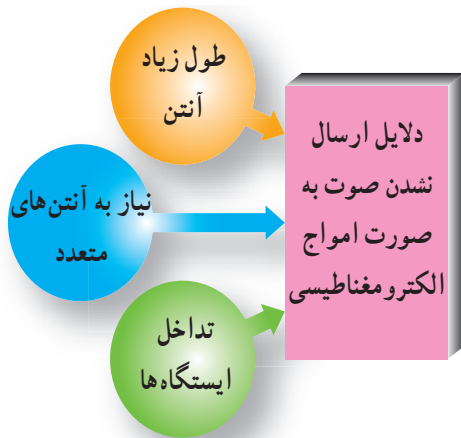 طول زیاد
آنتن
نیاز به آنتن‌های
متعدد
تداخل
ایستگاه‌ها
دلایل ارسال
نشدن صوت به
صورت امواج
الکترومغناطیسی